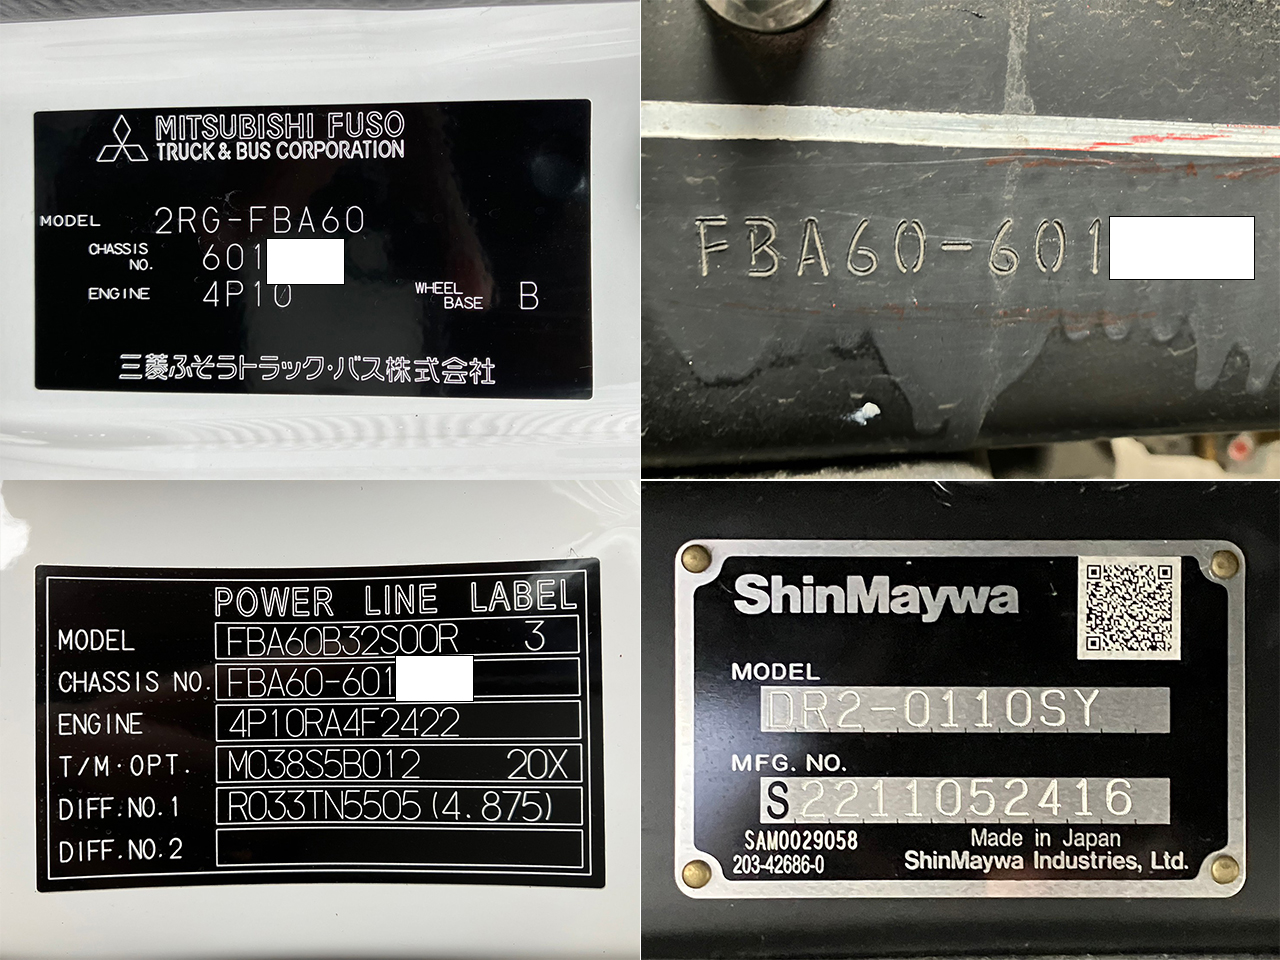 MITSUBISHI FUSO
TRUCK & BUS CORPORATION
MODEL 2RG-FBA60
CHASSIS NO. 601
ENGINE 4P10 WHEEL BASE B
三菱ふそうトラック・バス株式会社
FBA60-601
POWER LINE LABEL
MODEL FBA60B32S00R 3
CHASSIS NO. FBA60-601
ENGINE 4P10RA4F2422
T/M·OPT. M038S5B012 20X
DIFF.NO.1 R033TN5505(4.875)
DIFF.NO.2
ShinMaywa
MODEL
DR2-0110SY
MFG. NO.
S2211052416
SAM0029058
203-42686-0
Made in Japan
ShinMaywa Industries, Ltd.